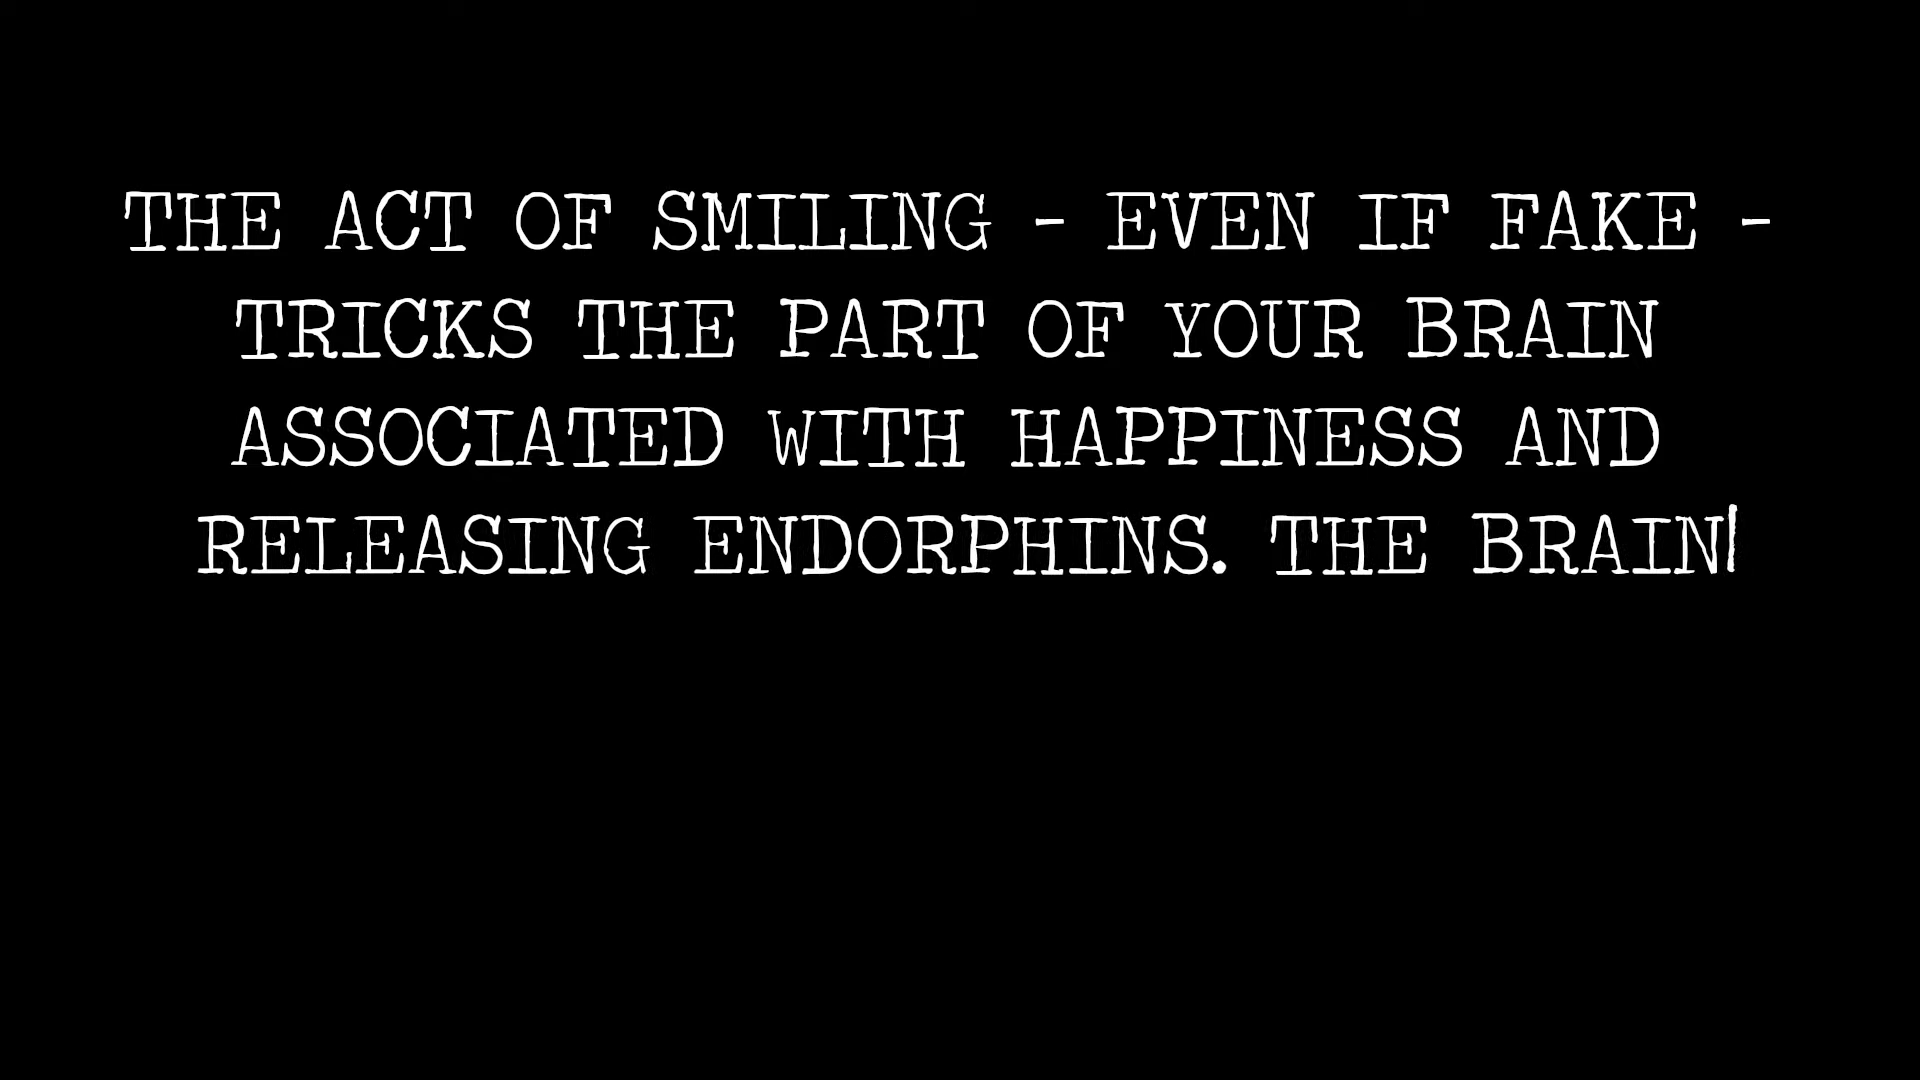 THE ACT OF SMILING - EVEN IF FAKE -
TRICKS THE PART OF YOUR BRAIN
ASSOCIATED WITH HAPPINESS AND
RELEASING ENDORPHINS. THE BRAIN